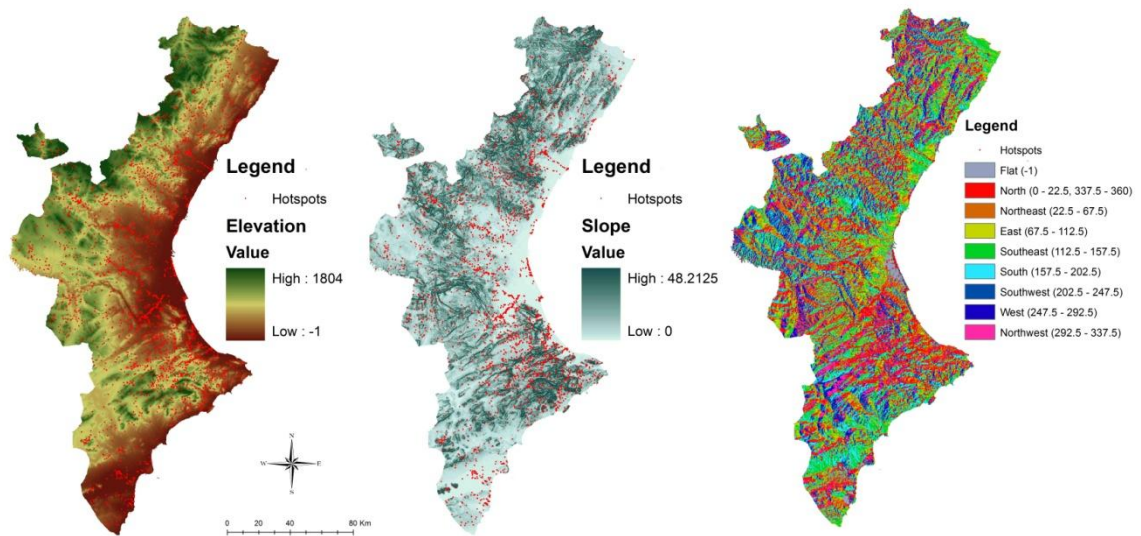 Legend
Hotspots
Elevation
Value
High : 1804
Low : -1
N
W E
0 20 40 80 Km
Legend
Hotspots
Slope
Value
High : 48.2125
Low : 0
Legend
Hotspots
Flat (-1)
North (0 - 22.5, 337.5 - 360)
Northeast (22.5 - 67.5)
East (67.5 - 112.5)
Southeast (112.5 - 157.5)
South (157.5 - 202.5)
Southwest (202.5 - 247.5)
West (247.5 - 292.5)
Northwest (292.5 - 337.5)